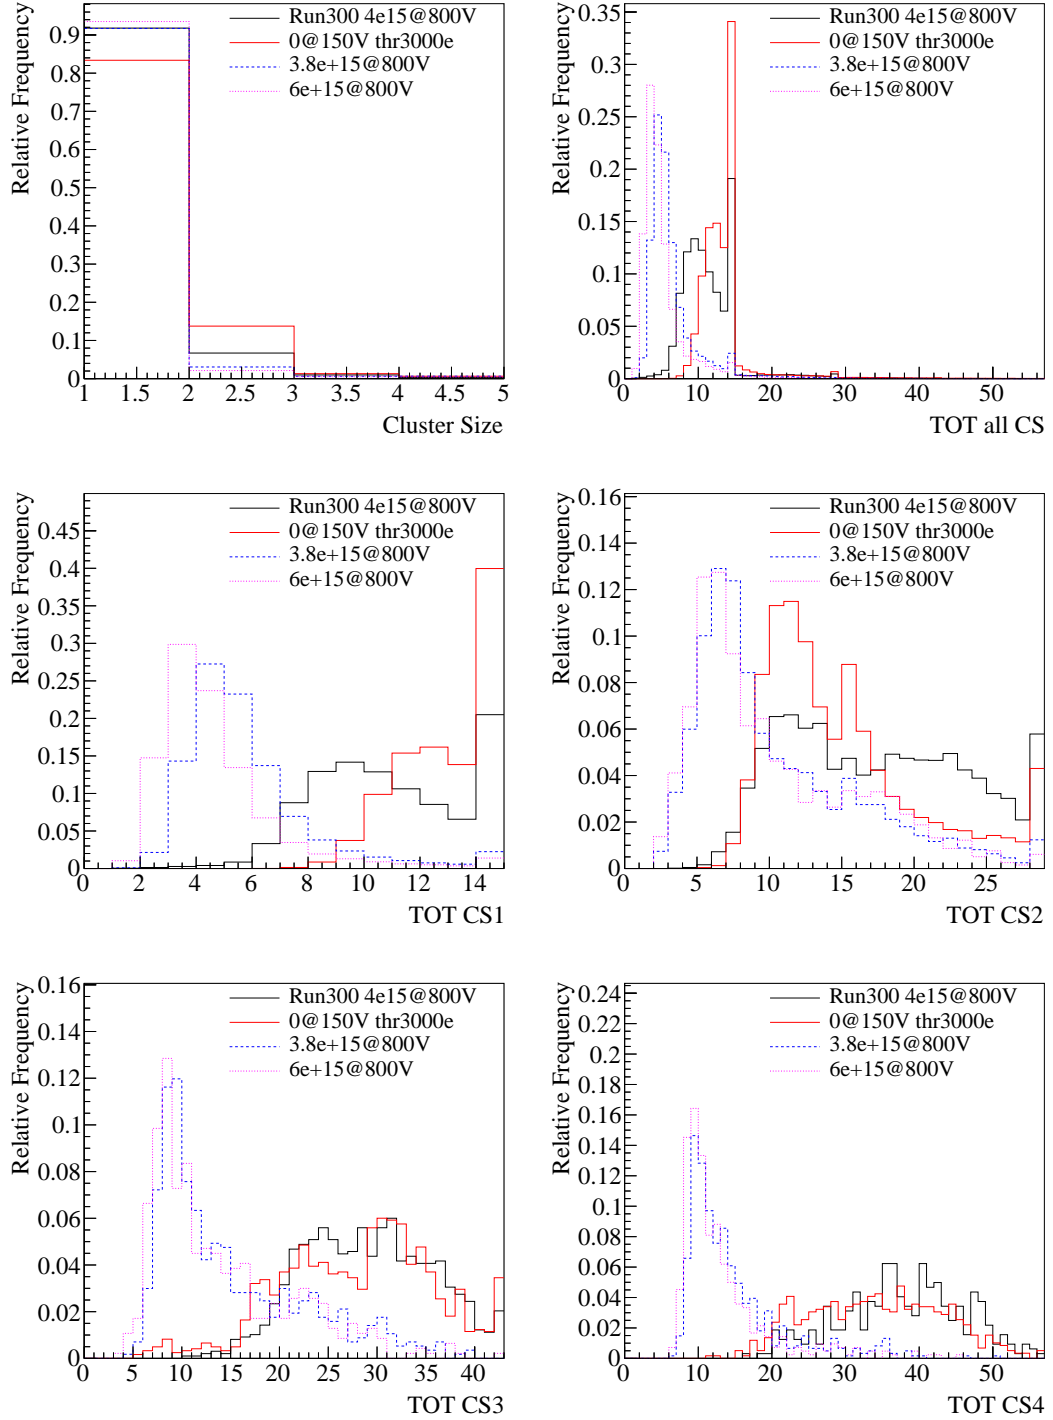 Relative Frequency
0.9
0.8
0.7
0.6
0.5
0.4
0.3
0.2
0.1
0
1 1.5 2 2.5 3 3.5 4 4.5 5
Cluster Size
Run300 4e15@800V
0@150V thr3000e
3.8e+15@800V
6e+15@800V
Relative Frequency
0.35
0.3
0.25
0.2
0.15
0.1
0.05
0
0 10 20 30 40 50
TOT all CS
Run300 4e15@800V
0@150V thr3000e
3.8e+15@800V
6e+15@800V
Relative Frequency
0.45
0.4
0.35
0.3
0.25
0.2
0.15
0.1
0.05
0
0 2 4 6 8 10 12 14
TOT CS1
Run300 4e15@800V
0@150V thr3000e
3.8e+15@800V
6e+15@800V
Relative Frequency
0.16
0.14
0.12
0.1
0.08
0.06
0.04
0.02
0
0 5 10 15 20 25
TOT CS2
Run300 4e15@800V
0@150V thr3000e
3.8e+15@800V
6e+15@800V
Relative Frequency
0.16
0.14
0.12
0.1
0.08
0.06
0.04
0.02
0
0 5 10 15 20 25 30 35 40
TOT CS3
Run300 4e15@800V
0@150V thr3000e
3.8e+15@800V
6e+15@800V
Relative Frequency
0.24
0.22
0.2
0.18
0.16
0.14
0.12
0.1
0.08
0.06
0.04
0.02
0
0 10 20 30 40 50
TOT CS4
Run300 4e15@800V
0@150V thr3000e
3.8e+15@800V
6e+15@800V